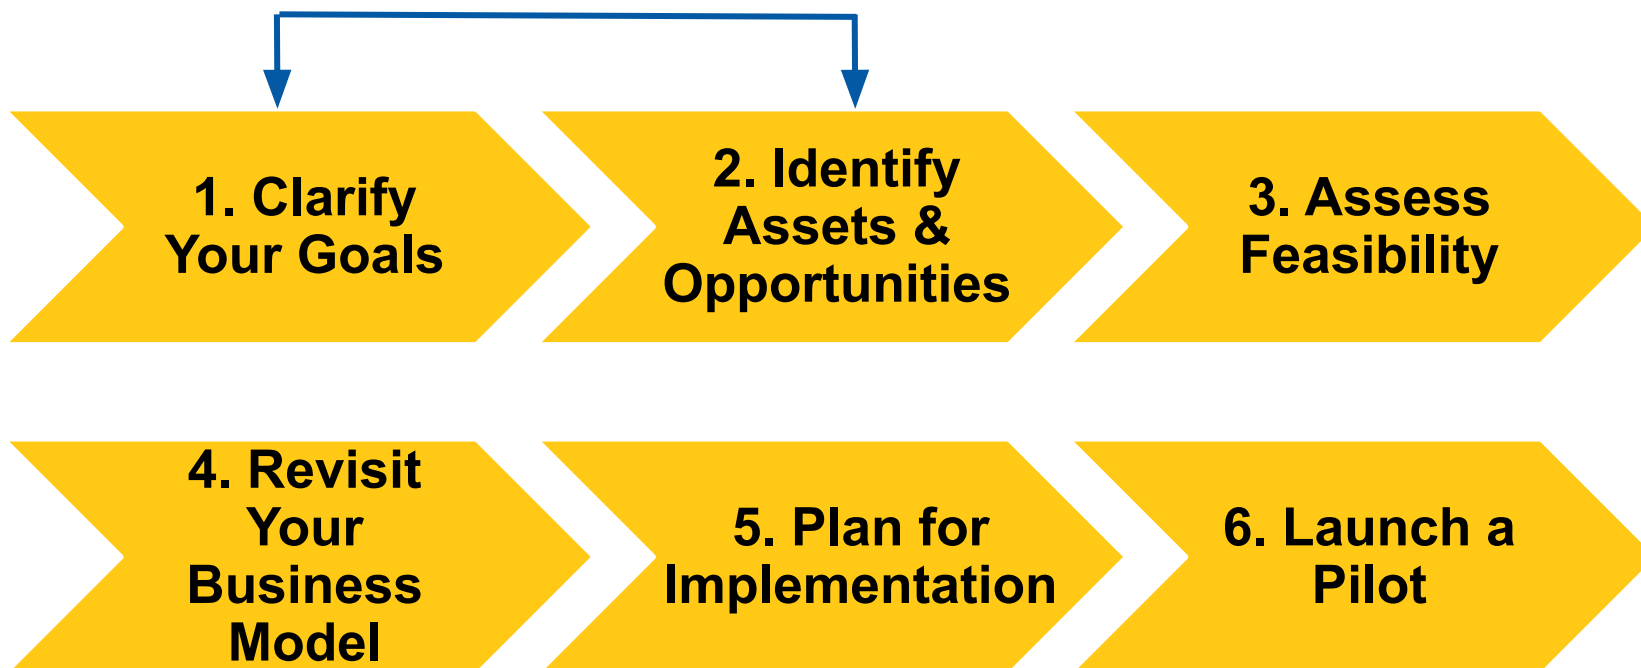 1. Clarify
Your Goals
2. Identify
Assets &
Opportunities
3. Assess
Feasibility
4. Revisit
Your
Business
Model
5. Plan for
Implementation
6. Launch a
Pilot